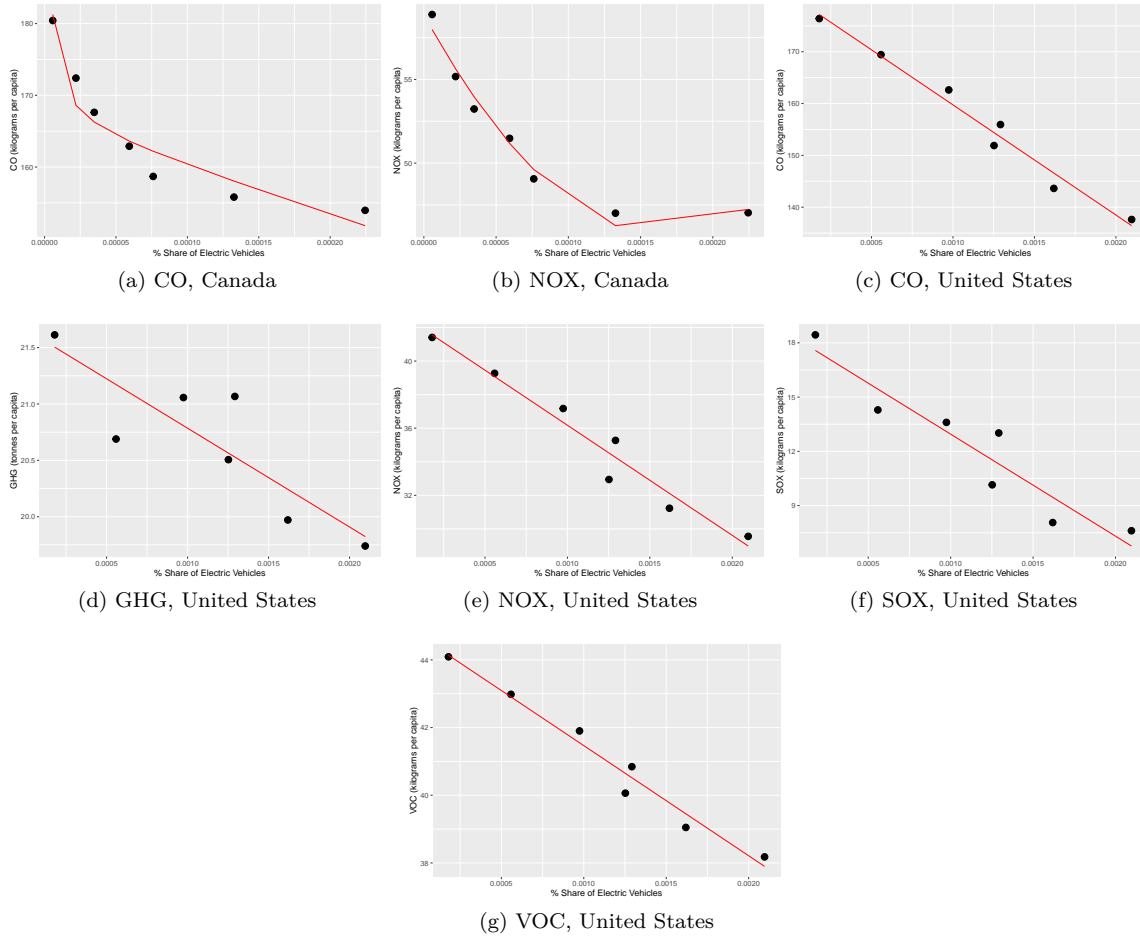 180
170
160
CO (kilograms per capita)
0.00000 0.00005 0.00010 0.00015 0.00020
% Share of Electric Vehicles
(a) CO, Canada
55
50
NOX (kilograms per capita)
0.00000 0.00005 0.00010 0.00015 0.00020
% Share of Electric Vehicles
(b) NOX, Canada
170
160
150
140
CO (kilograms per capita)
0.0005 0.0010 0.0015 0.0020
% Share of Electric Vehicles
(c) CO, United States
21.5
21.0
20.5
20.0
GHG (tonnes per capita)
0.0005 0.0010 0.0015 0.0020
% Share of Electric Vehicles
(d) GHG, United States
40
36
32
NOX (kilograms per capita)
0.0005 0.0010 0.0015 0.0020
% Share of Electric Vehicles
(e) NOX, United States
18
15
12
9
SOX (kilograms per capita)
0.0005 0.0010 0.0015 0.0020
% Share of Electric Vehicles
(f) SOX, United States
44
42
40
38
VOC (kilograms per capita)
0.0005 0.0010 0.0015 0.0020
% Share of Electric Vehicles
(g) VOC, United States